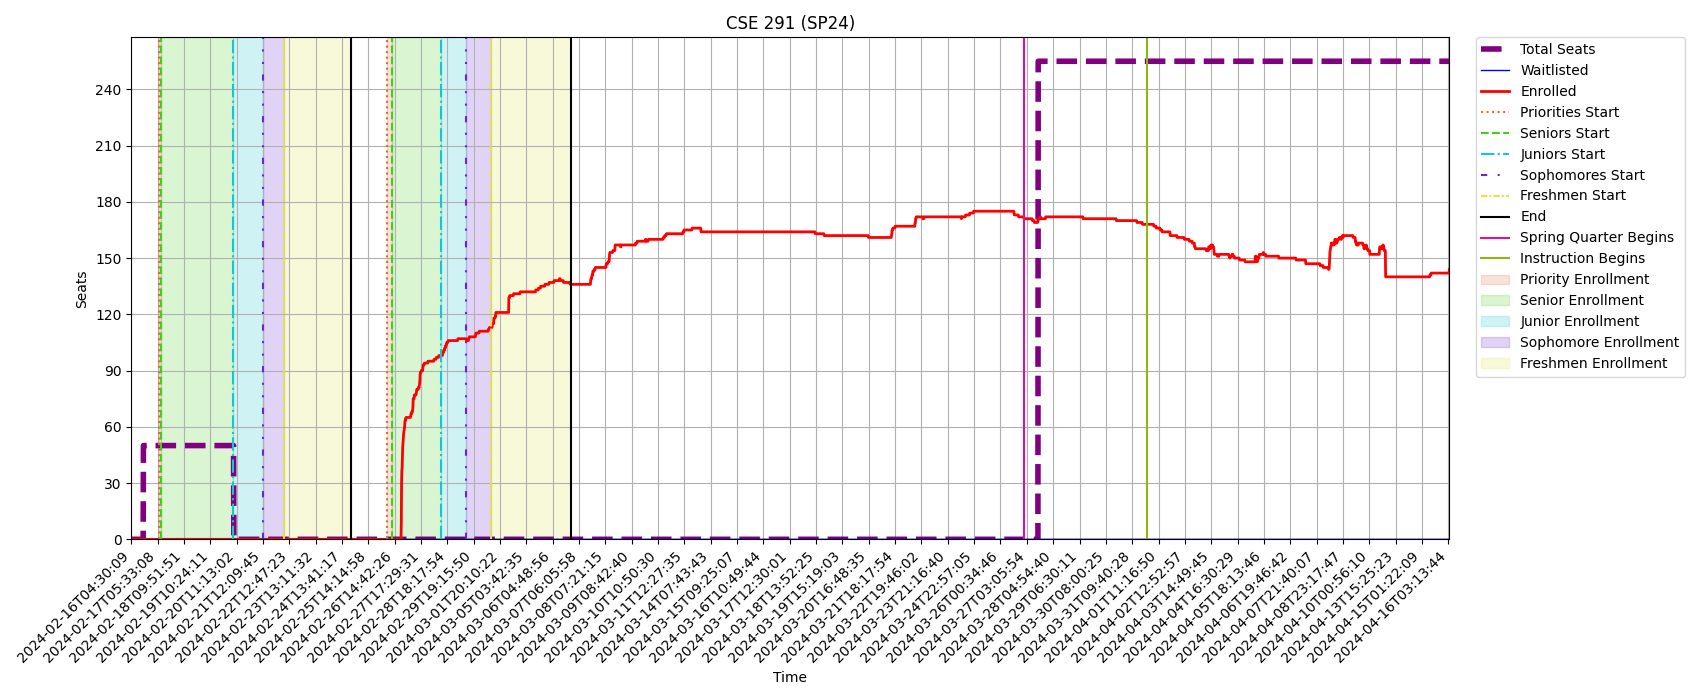 CSE 291 (SP24)
Seats
240
210
180
150
120
90
60
30
0
2024-02-16T04:30:09
2024-02-17T05:33:08
2024-02-18T09:51:51
2024-02-19T10:24:11
2024-02-20T11:13:02
2024-02-21T12:09:45
2024-02-22T12:47:23
2024-02-23T13:11:32
2024-02-24T13:41:17
2024-02-25T14:14:58
2024-02-26T14:42:26
2024-02-27T17:29:31
2024-02-28T18:17:54
2024-02-29T19:15:50
2024-03-01T20:10:22
2024-03-05T03:42:35
2024-03-06T04:48:56
2024-03-07T06:05:58
2024-03-08T07:21:15
2024-03-09T08:42:40
2024-03-10T10:50:30
2024-03-11T12:27:35
2024-03-14T07:43:43
2024-03-15T09:25:07
2024-03-16T10:49:44
2024-03-17T12:30:01
2024-03-18T13:52:25
2024-03-19T15:19:03
2024-03-20T16:48:35
2024-03-21T18:17:54
2024-03-22T19:46:02
2024-03-23T21:16:40
2024-03-24T22:57:05
2024-03-26T00:34:46
2024-03-27T03:05:54
2024-03-28T04:54:40
2024-03-29T06:30:11
2024-03-30T08:00:25
2024-03-31T09:40:28
2024-04-01T11:16:50
2024-04-02T12:52:57
2024-04-03T14:49:45
2024-04-04T16:30:29
2024-04-05T18:13:46
2024-04-06T19:46:42
2024-04-07T21:40:07
2024-04-08T23:17:47
2024-04-10T00:56:10
2024-04-13T15:25:23
2024-04-15T01:22:09
2024-04-16T03:13:44
Time
Total Seats
Waitlisted
Enrolled
Priorities Start
Seniors Start
Juniors Start
Sophomores Start
Freshmen Start
End
Spring Quarter Begins
Instruction Begins
Priority Enrollment
Senior Enrollment
Junior Enrollment
Sophomore Enrollment
Freshmen Enrollment